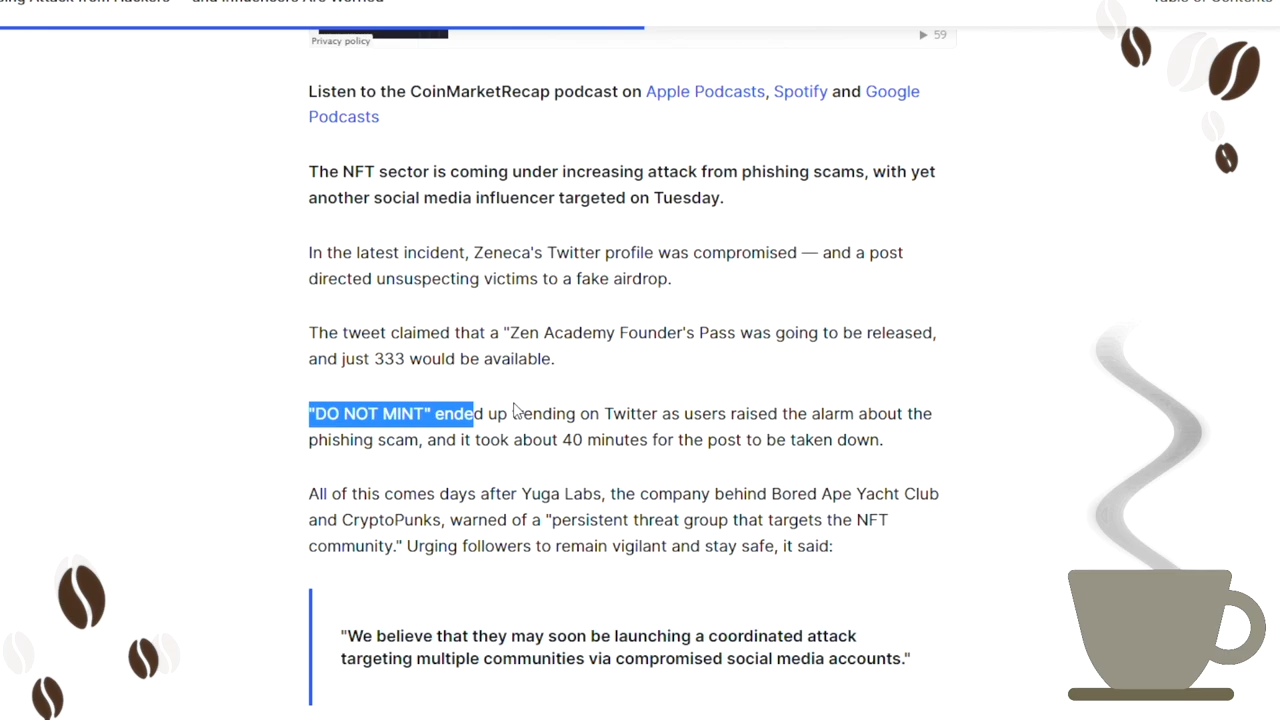 and Influencers Are Worried
Privacy policy
59
Listen to the CoinMarketRecap podcast on Apple Podcasts, Spotify and Google
Podcasts
The NFT sector is coming under increasing attack from phishing scams, with yet
another social media influencer targeted on Tuesday.
In the latest incident, Zeneca's Twitter profile was compromised — and a post
directed unsuspecting victims to a fake airdrop.
The tweet claimed that a "Zen Academy Founder's Pass was going to be released,
and just 333 would be available.
"DO NOT MINT" ended up trending on Twitter as users raised the alarm about the
phishing scam, and it took about 40 minutes for the post to be taken down.
All of this comes days after Yuga Labs, the company behind Bored Ape Yacht Club
and CryptoPunks, warned of a "persistent threat group that targets the NFT
community." Urging followers to remain vigilant and stay safe, it said:
"We believe that they may soon be launching a coordinated attack
targeting multiple communities via compromised social media accounts."